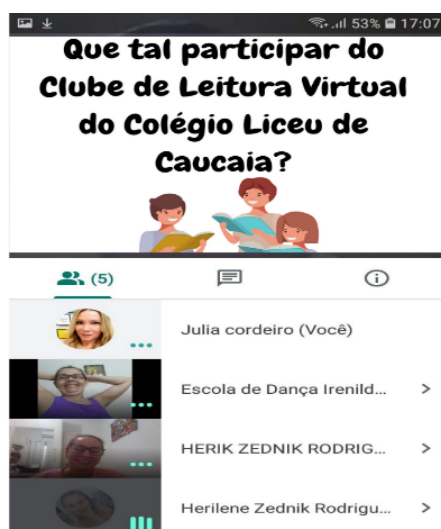 53% 17:07
Que tal participar do
Clube de Leitura Virtual
do Colégio Liceu de
Caucaia?
(5)
Julia cordeiro (Você)
Escola de Dança Irenild...
HERIK ZEDNIK RODRIG...
Herilene Zednik Rodrigu...